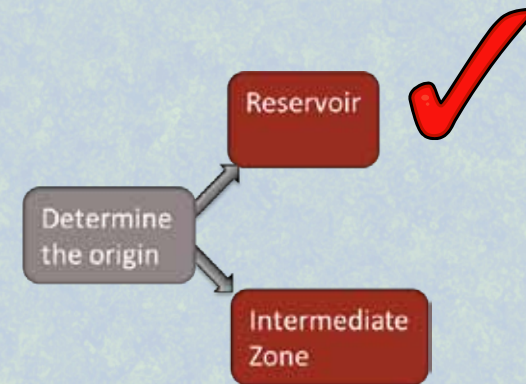 Reservoir
Determine
the origin
Intermediate
Zone